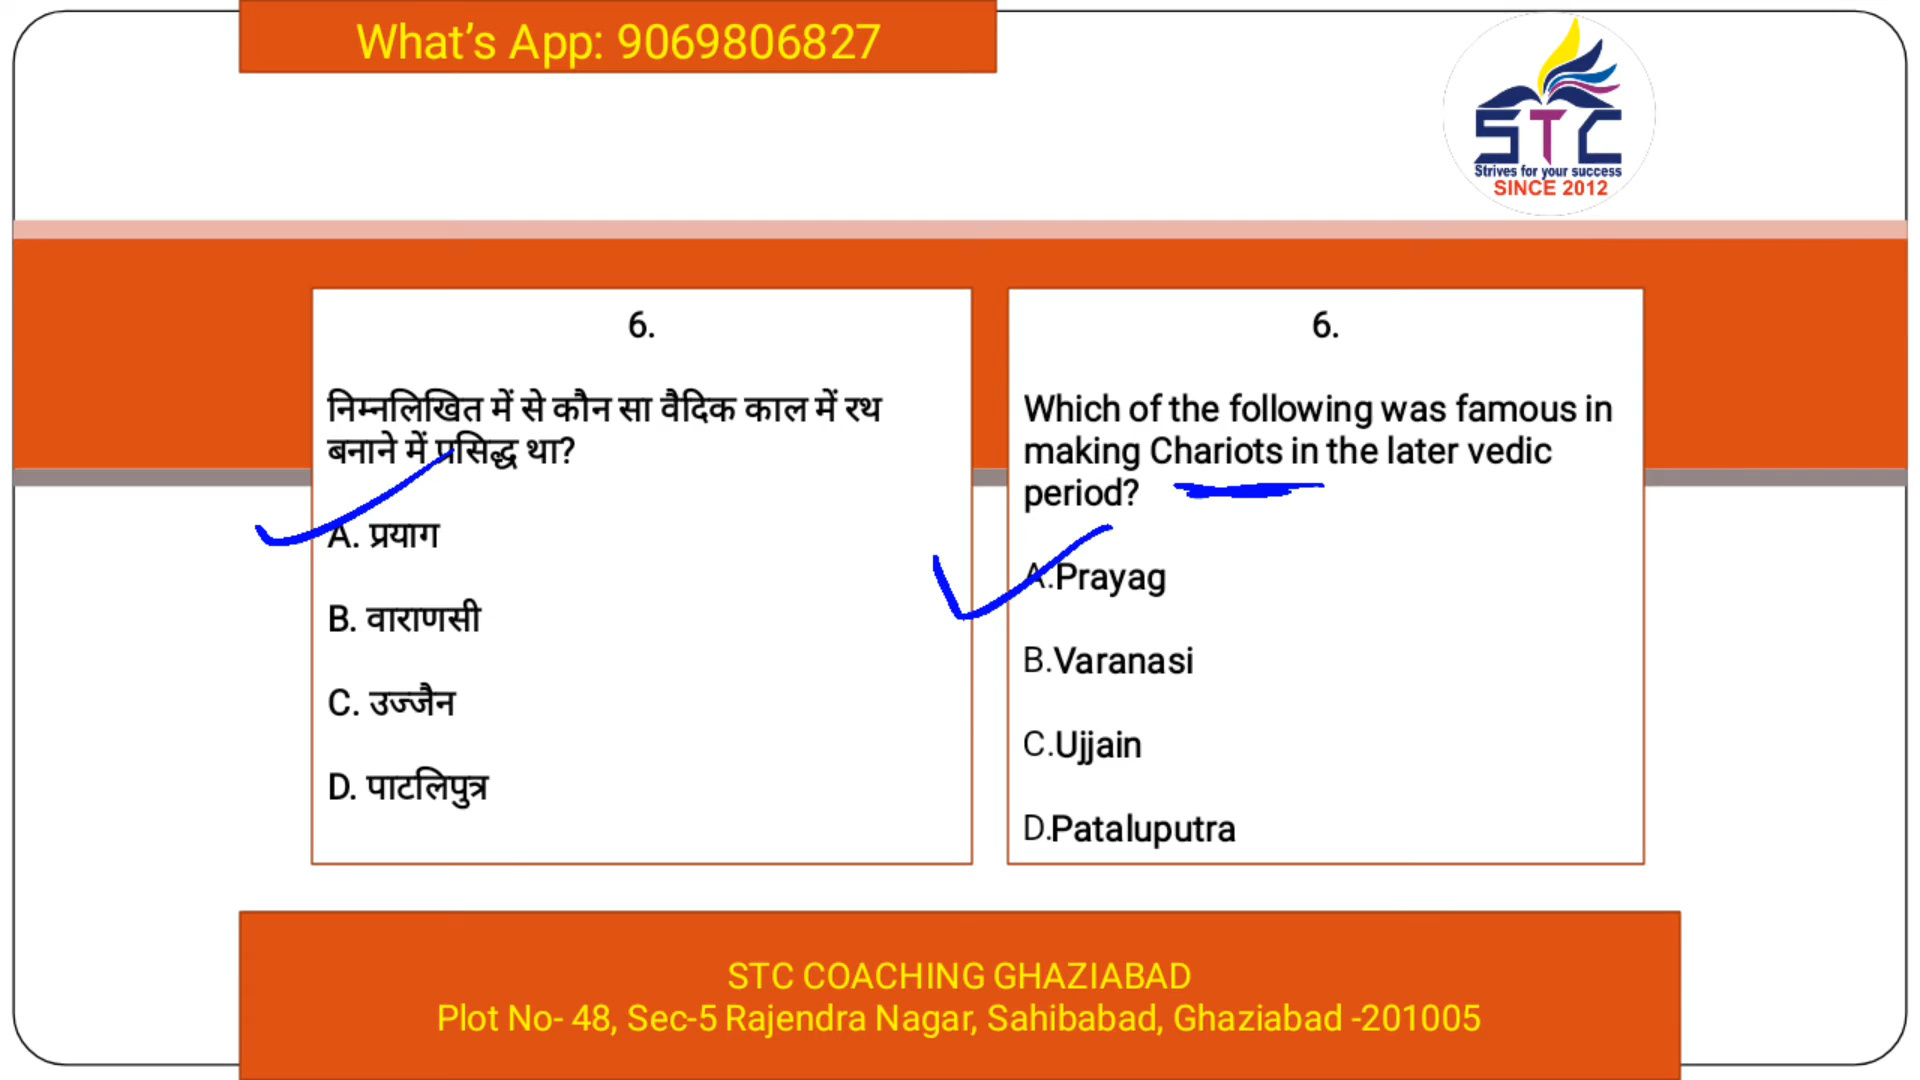 What's App: 9069806827
STC
Strives for your success
SINCE 2012
6.
निम्नलिखित में से कौन सा वैदिक काल में रथ
बनाने में प्रसिद्ध था?
A. प्रयाग
B. वाराणसी
C. उज्जैन
D. पाटलिपुत्र
6.
Which of the following was famous in
making Chariots in the later vedic
period?
A.Prayag
B.Varanasi
C.Ujjain
D.Pataluputra
STC COACHING GHAZIABAD
Plot No- 48, Sec-5 Rajendra Nagar, Sahibabad, Ghaziabad -201005